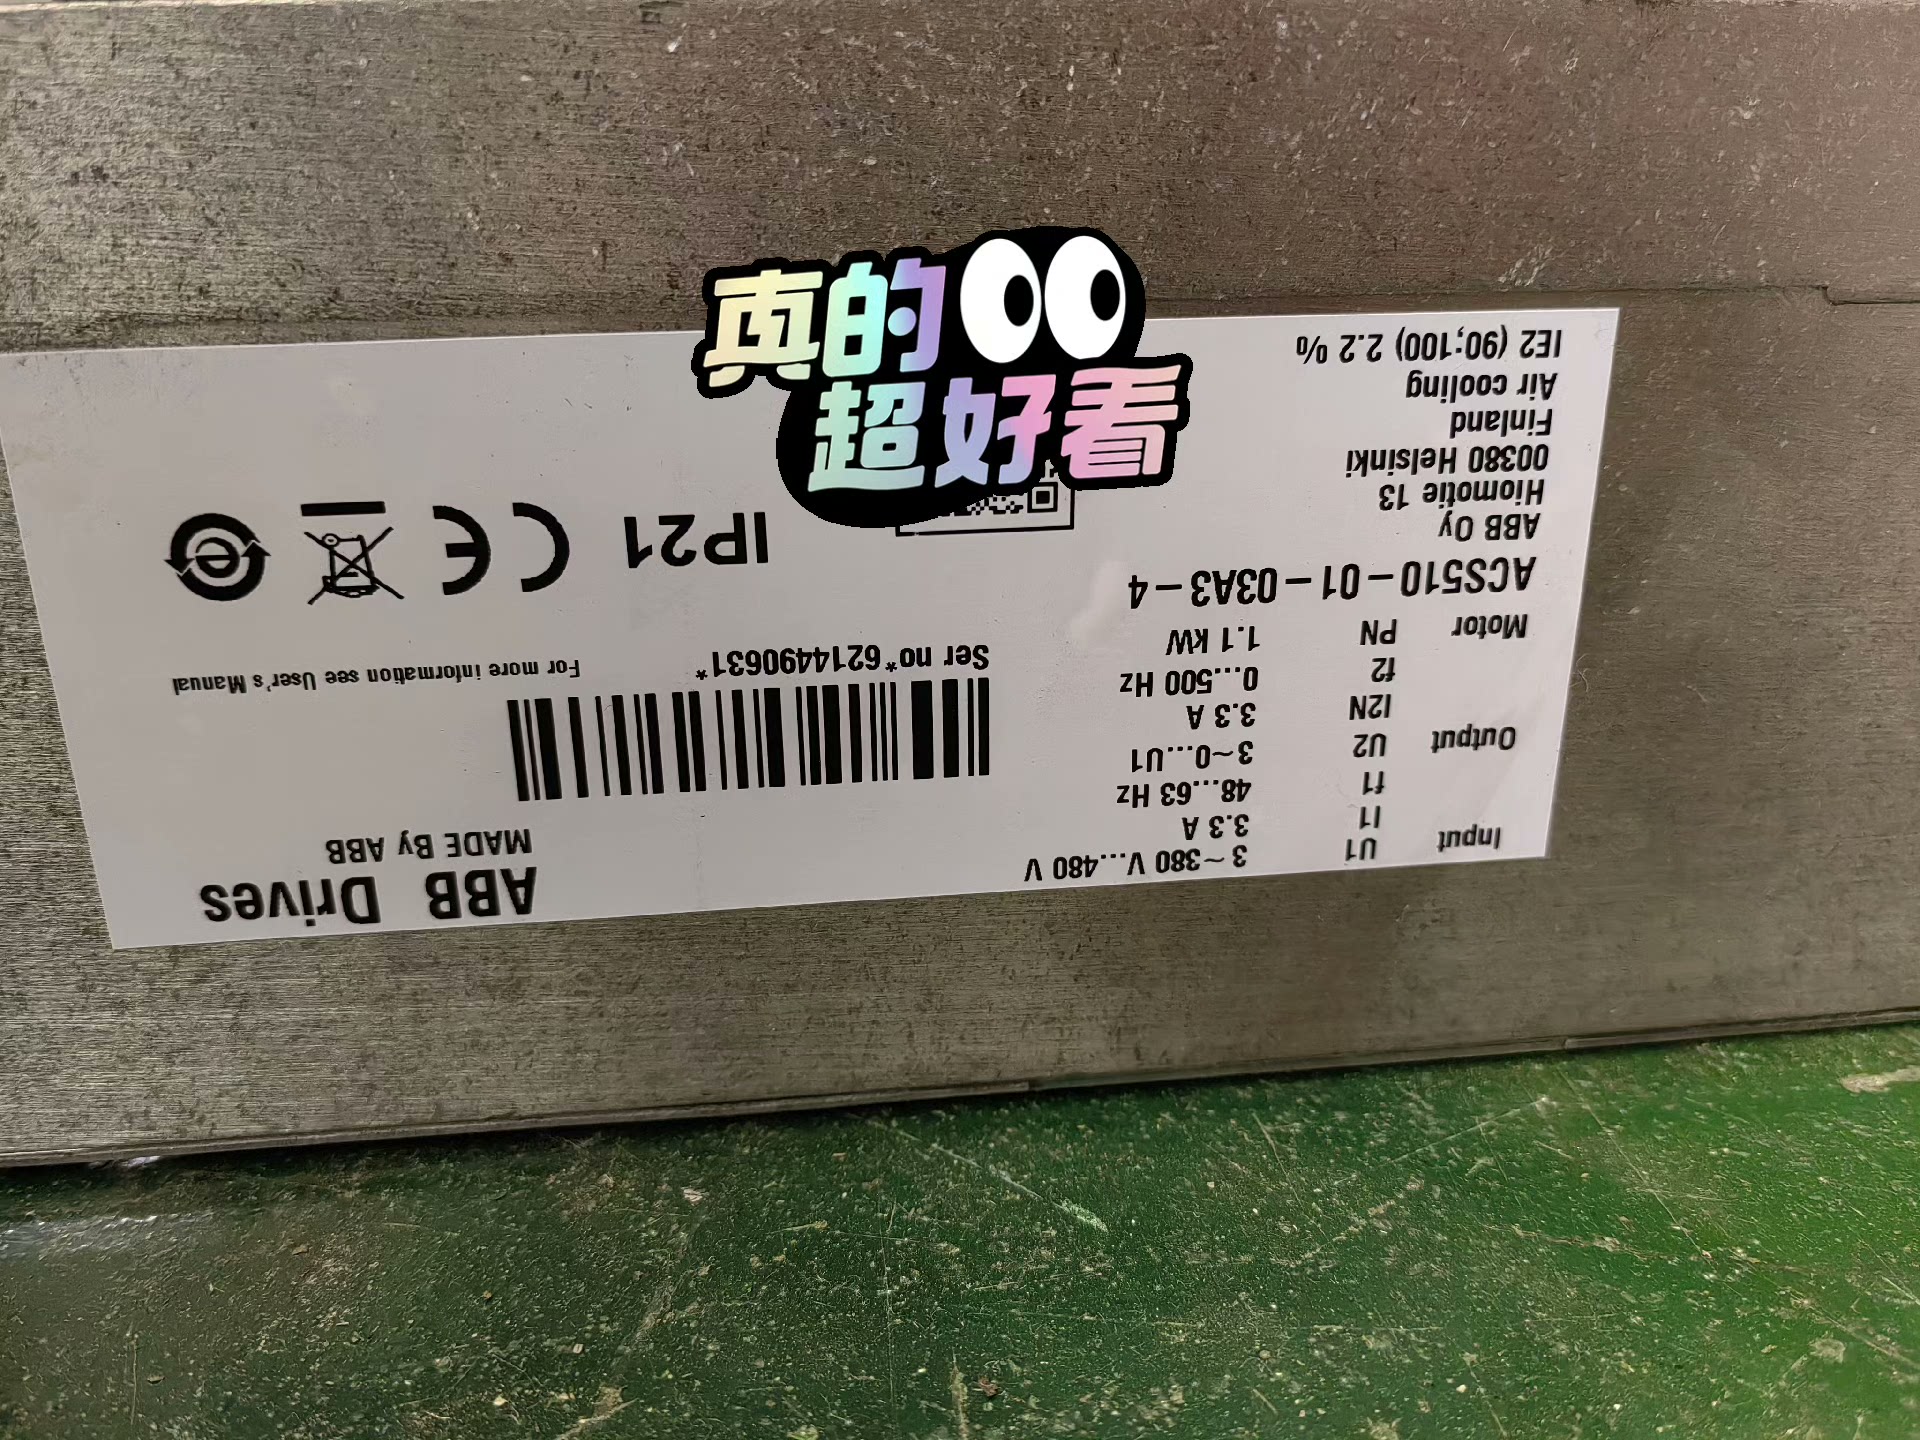 真的
超好看
ABB Drives
MADE By ABB
Input U1 3~380 V...480 V
I1 3.3 A
f1 48...63 Hz
Output U2 3~0...U1
I2N 3.3 A
f2 0...500 Hz
Motor PN 1.1 kW
ACS510-01-03A3-4
ABB Oy
Hiomotie 13
00380 Helsinki
Finland
Air cooling
IE2 (90;100) 2.2 %
Ser no*6214490631*
For more information see User's Manual
IP21
CE
e